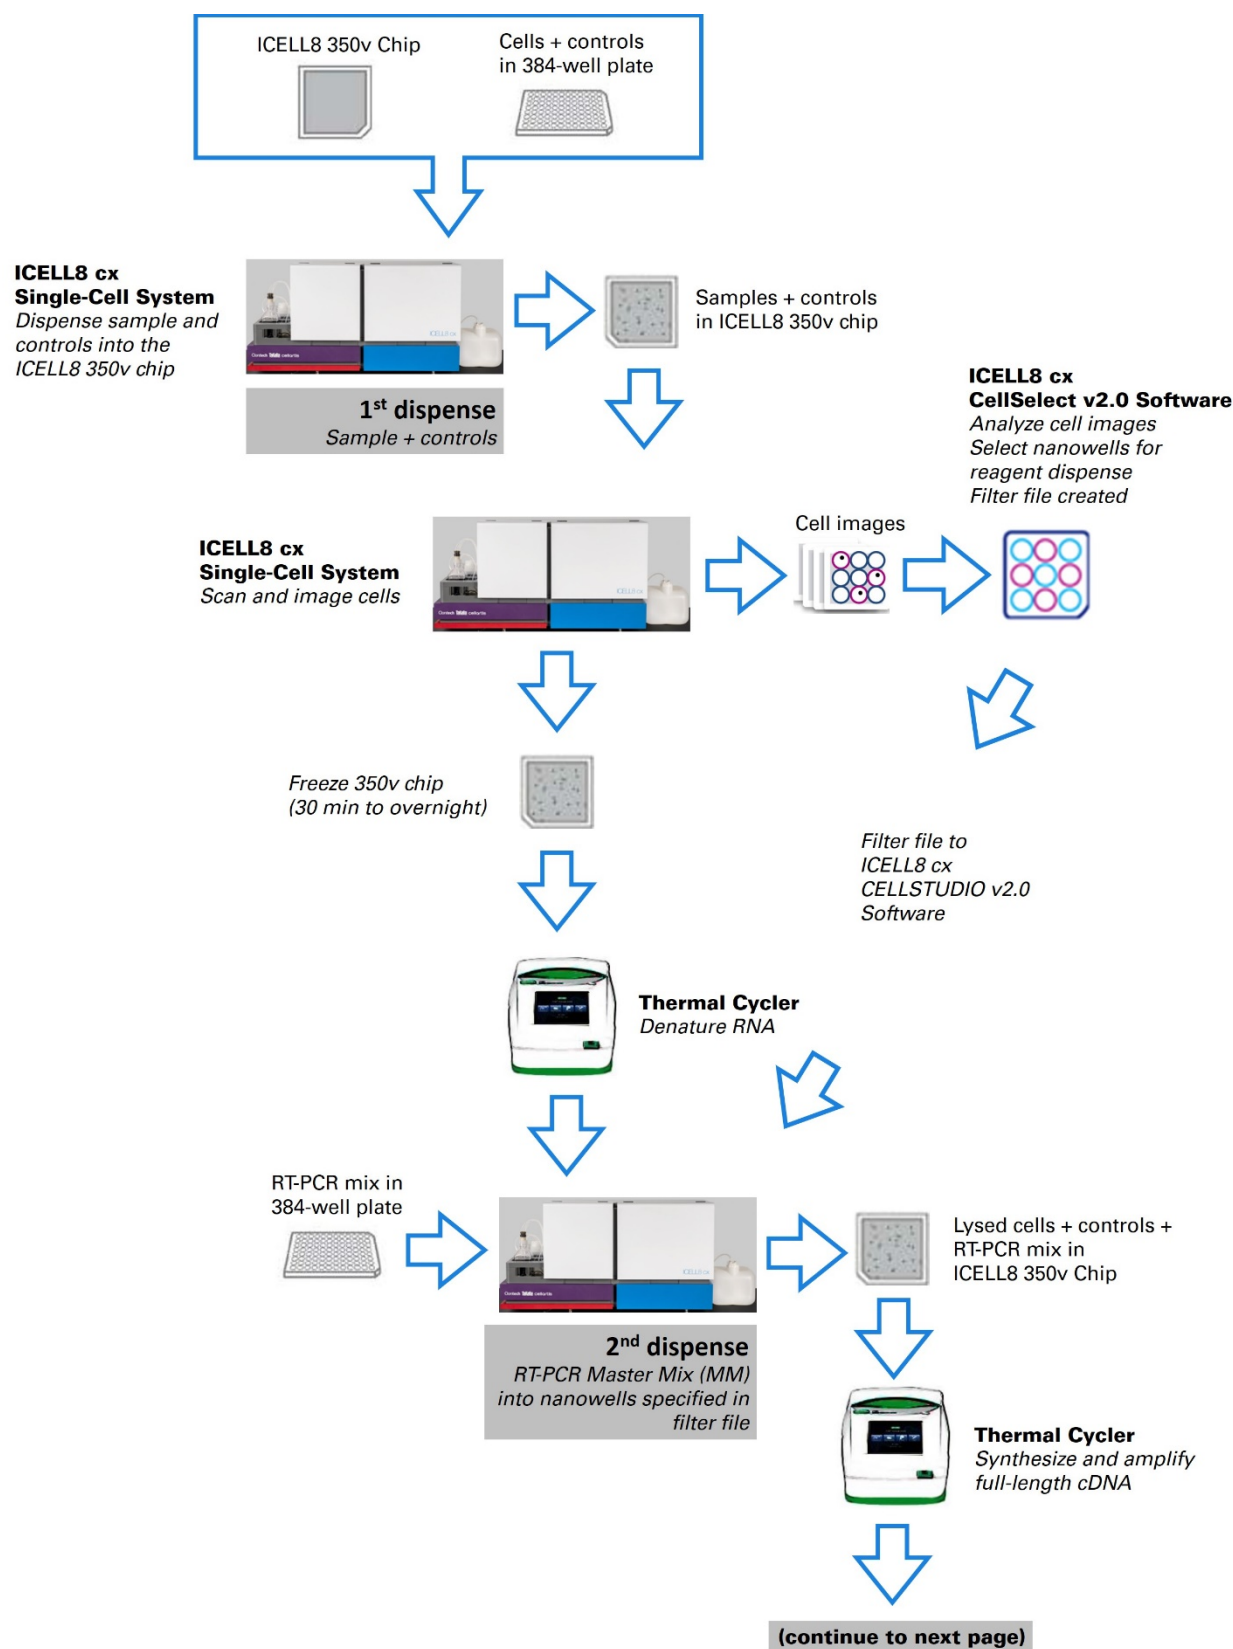 ICELL8 350v Chip
Cells + controls
in 384-well plate
ICELL8 cx
Single-Cell System
Dispense sample and
controls into the
ICELL8 350v chip
ICELL8 cx
1st dispense
Sample + controls
Samples + controls
in ICELL8 350v chip
ICELL8 cx
CellSelect v2.0 Software
Analyze cell images
Select nanowells for
reagent dispense
Filter file created
ICELL8 cx
Single-Cell System
Scan and image cells
ICELL8 cx
Cell images
Freeze 350v chip
(30 min to overnight)
Filter file to
ICELL8 cx
CELLSTUDIO v2.0
Software
Thermal Cycler
Denature RNA
RT-PCR mix in
384-well plate
ICELL8 cx
2nd dispense
RT-PCR Master Mix (MM)
into nanowells specified in
filter file
Lysed cells + controls +
RT-PCR mix in
ICELL8 350v Chip
Thermal Cycler
Synthesize and amplify
full-length cDNA
(continue to next page)